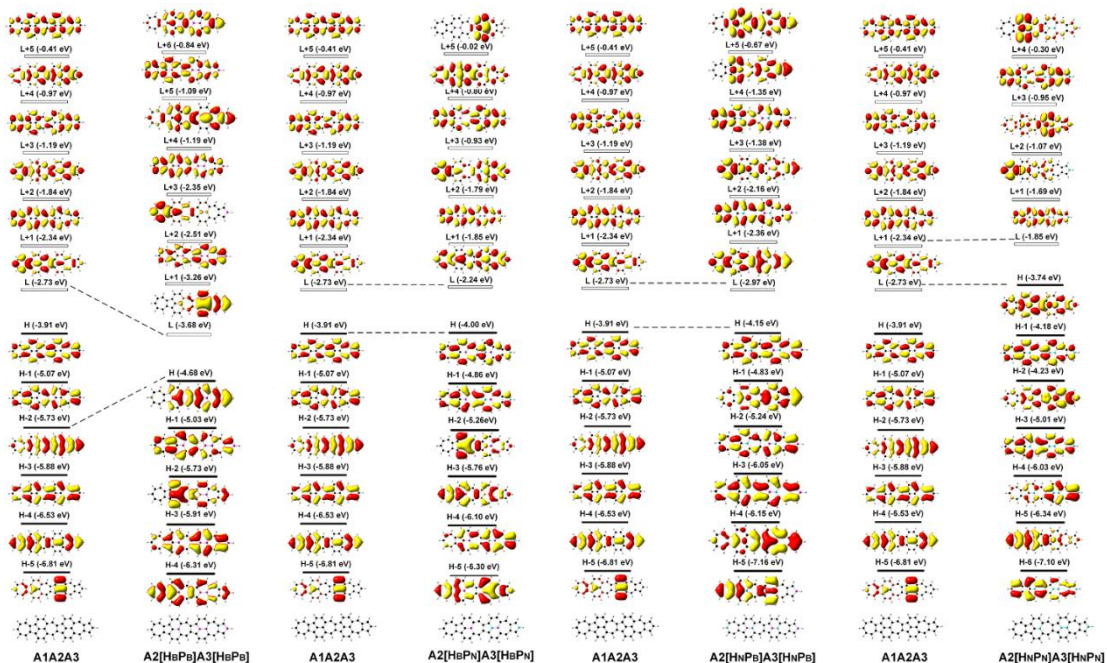 L+5 (-0.41 eV)
L+4 (-0.97 eV)
L+3 (-1.19 eV)
L+2 (-1.84 eV)
L+1 (-2.34 eV)
L (-2.73 eV)
H (-3.91 eV)
H-1 (-5.07 eV)
H-2 (-5.73 eV)
H-3 (-5.88 eV)
H-4 (-6.53 eV)
H-5 (-6.81 eV)
A1A2A3
L+6 (-0.84 eV)
L+5 (-1.09 eV)
L+4 (-1.19 eV)
L+3 (-2.35 eV)
L+2 (-2.51 eV)
L+1 (-3.26 eV)
L (-3.68 eV)
H (-4.68 eV)
H-1 (-5.03 eV)
H-2 (-5.73 eV)
H-3 (-5.91 eV)
H-4 (-6.31 eV)
A2[HBPB]A3[HBPB]
L+5 (-0.41 eV)
L+4 (-0.97 eV)
L+3 (-1.19 eV)
L+2 (-1.84 eV)
L+1 (-2.34 eV)
L (-2.73 eV)
H (-3.91 eV)
H-1 (-5.07 eV)
H-2 (-5.73 eV)
H-3 (-5.88 eV)
H-4 (-6.53 eV)
H-5 (-6.81 eV)
A1A2A3
L+5 (-0.02 eV)
L+4 (-0.80 eV)
L+3 (-0.93 eV)
L+2 (-1.79 eV)
L+1 (-1.85 eV)
L (-2.24 eV)
H (-4.00 eV)
H-1 (-4.86 eV)
H-2 (-5.26eV)
H-3 (-5.76 eV)
H-4 (-6.10 eV)
H-5 (-6.30 eV)
A2[HBPN]A3[HBPN]
L+5 (-0.41 eV)
L+4 (-0.97 eV)
L+3 (-1.19 eV)
L+2 (-1.84 eV)
L+1 (-2.34 eV)
L (-2.73 eV)
H (-3.91 eV)
H-1 (-5.07 eV)
H-2 (-5.73 eV)
H-3 (-5.88 eV)
H-4 (-6.53 eV)
H-5 (-6.81 eV)
A1A2A3
L+5 (-0.67 eV)
L+4 (-1.35 eV)
L+3 (-1.38 eV)
L+2 (-2.16 eV)
L+1 (-2.36 eV)
L (-2.97 eV)
H (-4.15 eV)
H-1 (-4.83 eV)
H-2 (-5.24 eV)
H-3 (-6.05 eV)
H-4 (-6.15 eV)
H-5 (-7.16 eV)
A2[HNPB]A3[HNPB]
L+5 (-0.41 eV)
L+4 (-0.97 eV)
L+3 (-1.19 eV)
L+2 (-1.84 eV)
L+1 (-2.34 eV)
L (-2.73 eV)
H (-3.91 eV)
H-1 (-5.07 eV)
H-2 (-5.73 eV)
H-3 (-5.88 eV)
H-4 (-6.53 eV)
H-5 (-6.81 eV)
A1A2A3
L+4 (-0.30 eV)
L+3 (-0.95 eV)
L+2 (-1.07 eV)
L+1 (-1.69 eV)
L (-1.85 eV)
H (-3.74 eV)
H-1 (-4.18 eV)
H-2 (-4.23 eV)
H-3 (-5.01 eV)
H-4 (-6.03 eV)
H-5 (-6.34 eV)
H-6 (-7.10 eV)
A2[HNPN]A3[HNPN]